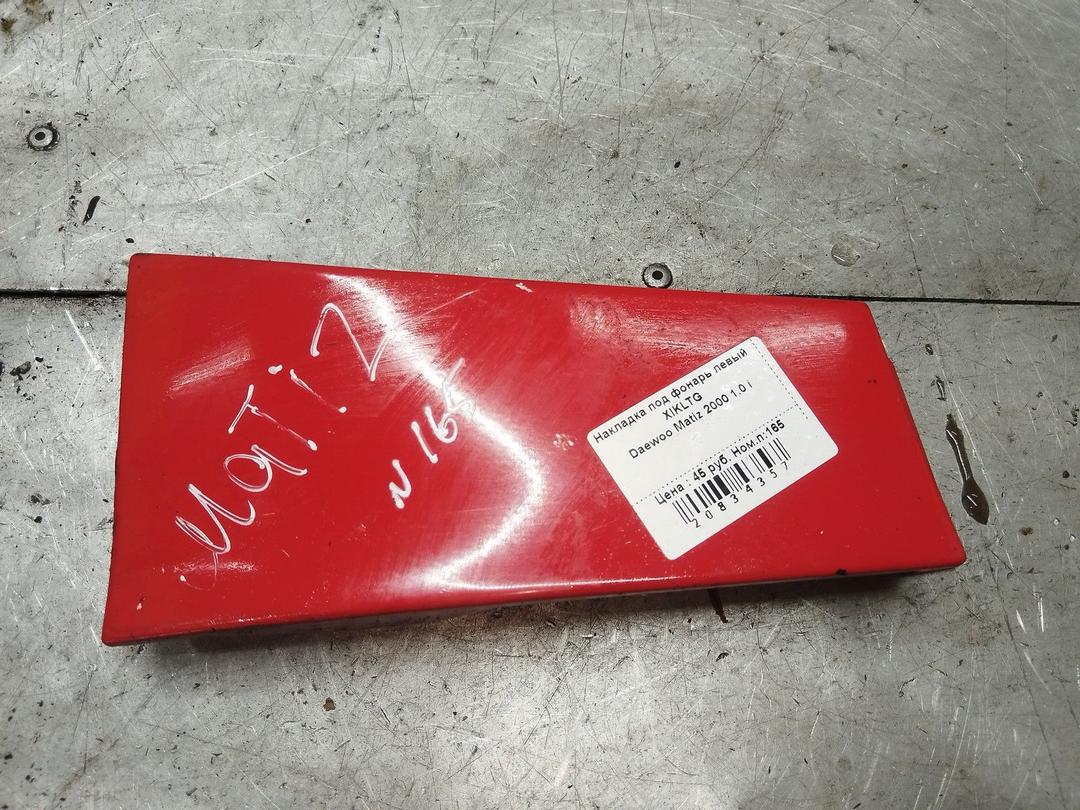 Matiz
N 165
Накладка под фонарь левый
XIKLTG
Daewoo Matiz 2000 1.0 i
Цена : 45 руб. Ном.п:165
20834357